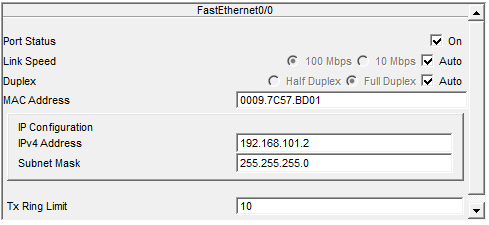 FastEthernet0/0
Port Status On
Link Speed 100 Mbps 10 Mbps Auto
Duplex Half Duplex Full Duplex Auto
MAC Address 0009.7C57.BD01
IP Configuration
IPv4 Address 192.168.101.2
Subnet Mask 255.255.255.0
Tx Ring Limit 10